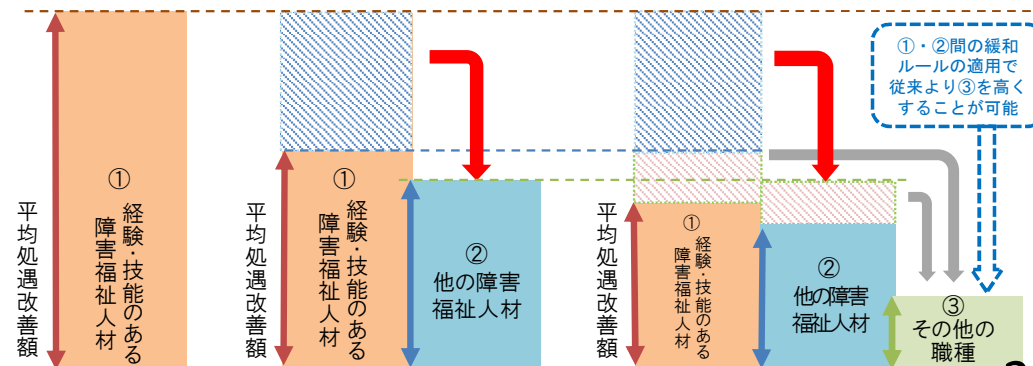 平均処遇改善額
①
経験・技能のある
障害福祉人材
平均処遇改善額
①
経験・技能のある
障害福祉人材
②
他の障害
福祉人材
平均処遇改善額
①
経験・技能のある
障害福祉人材
②
他の障害
福祉人材
③
その他の
職種
①・②間の緩和
ルールの適用で
従来より③を高く
することが可能